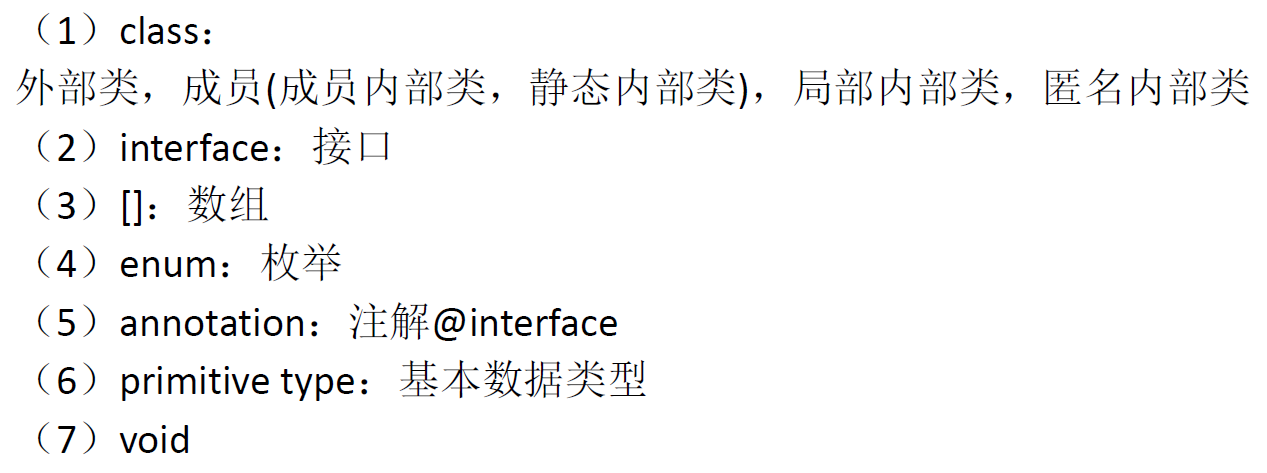 （1）class：
外部类，成员(成员内部类，静态内部类)，局部内部类，匿名内部类
（2）interface：接口
（3）[]：数组
（4）enum：枚举
（5）annotation：注解@interface
（6）primitive type：基本数据类型
（7）void